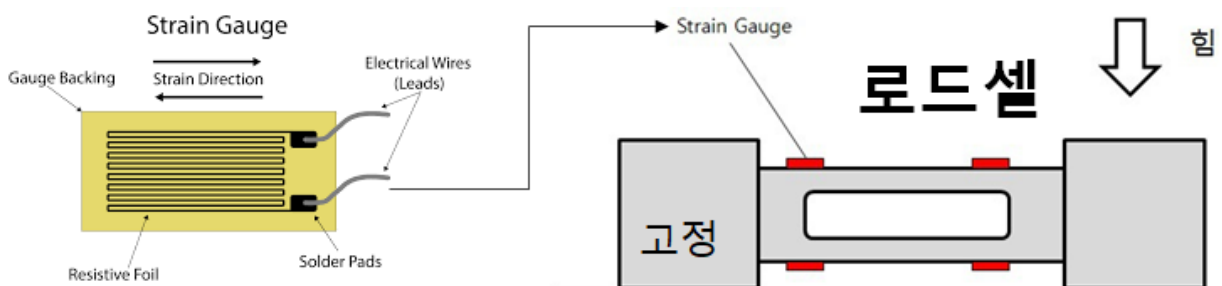 Strain Gauge
Strain Direction
Gauge Backing
Electrical Wires
(Leads)
Resistive Foil
Solder Pads
Strain Gauge
로드셀
힘
고정